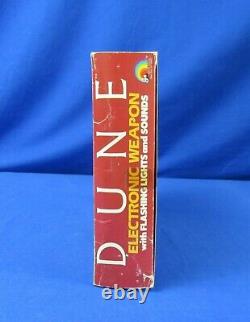 DUNE
ELECTRONIC WEAPON
with FLASHING LIGHTS and SOUNDS